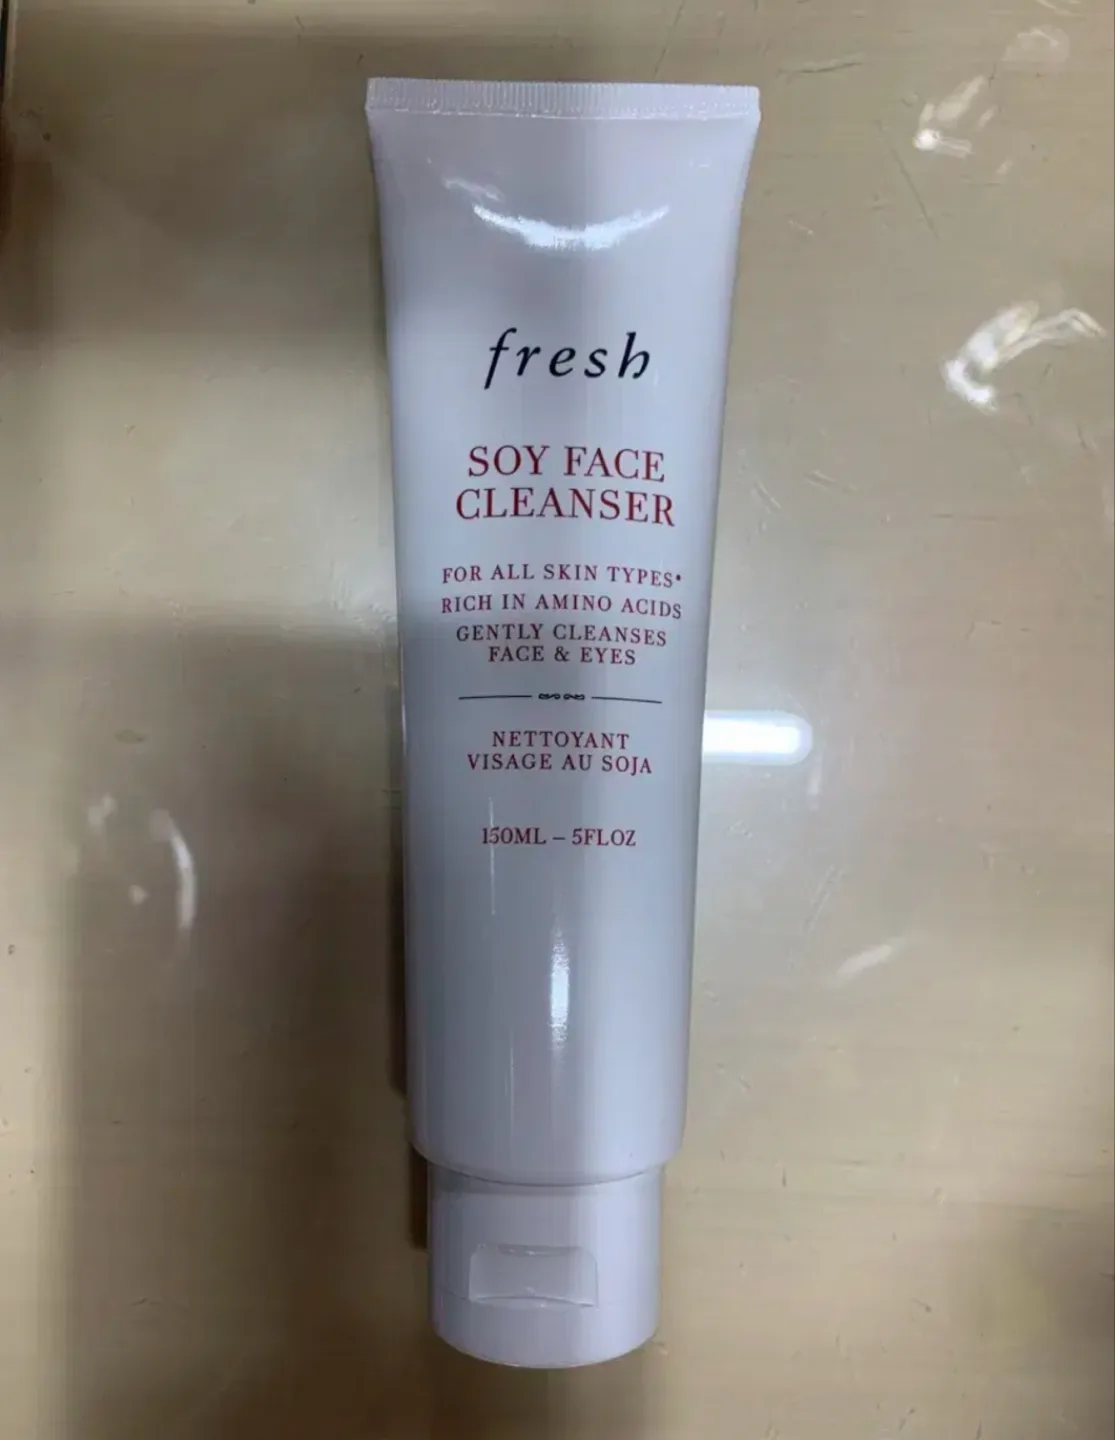 fresh
SOY FACE
CLEANSER
FOR ALL SKIN TYPES*
RICH IN AMINO ACIDS
GENTLY CLEANSES
FACE & EYES
NETTOYANT
VISAGE AU SOJA
150ML – 5FLOZ